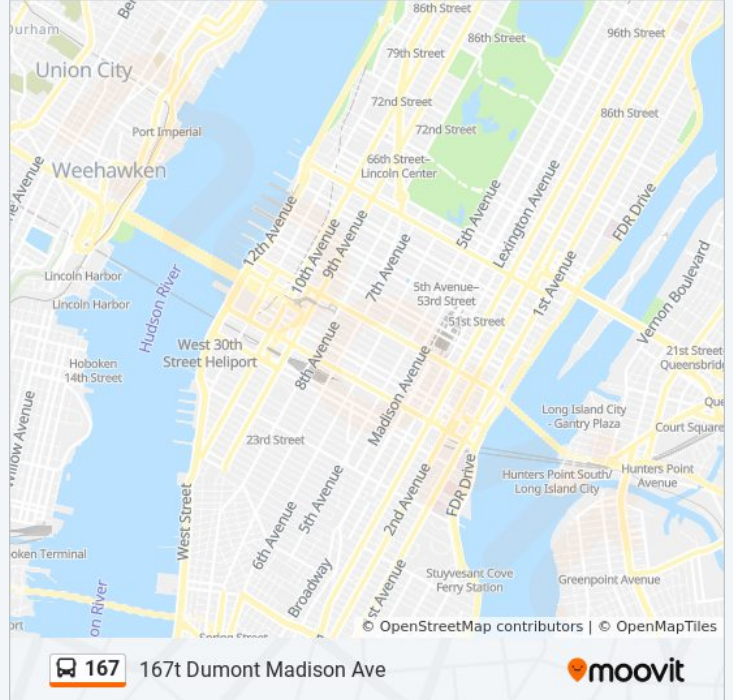 86th Street
Durham
Union City
86th Street
96th Street
79th Street
72nd Street
86th Street
Port Imperial
72nd Street
Weehawken
66th Street–
Lincoln Center
12th Avenue
10th Avenue
9th Avenue
7th Avenue
5th Avenue
Lexington Avenue
FDR Drive
1st Avenue
Vernon Boulevard
Lincoln Harbor
Lincoln Harbor
Hudson River
5th Avenue–
53rd Street
51st Street
West 30th
Street Heliport
8th Avenue
Madison Avenue
21st Street
Queensbridg
Hoboken
14th Street
Willow Avenue
Long Island City
- Gantry Plaza
Court Square
23rd Street
Hunters Point South/
Long Island City
Hunters Point
Avenue
West Street
6th Avenue
5th Avenue
2nd Avenue
FDR Drive
Broadway
st Avenue
oken Terminal
Stuyvesant Cove
Ferry Station
Greenpoint Avenue
on River
Spring Street
© OpenStreetMap contributors | © OpenMapTiles
167 167t Dumont Madison Ave
moovit